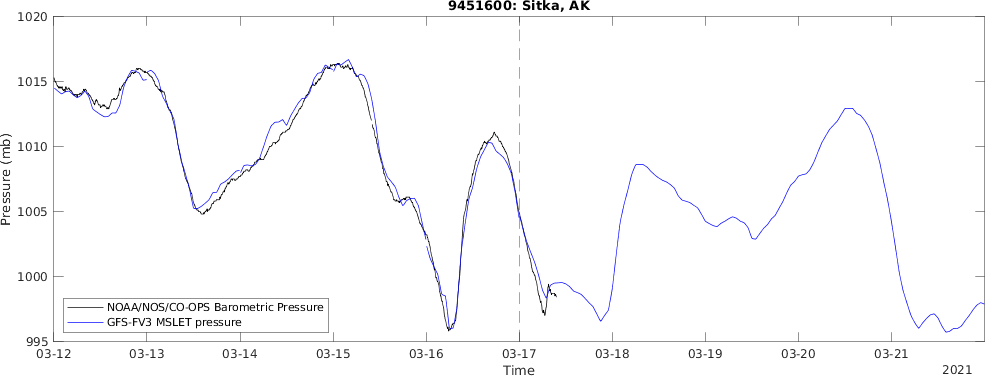 9451600: Sitka, AK
1020
1015
1010
1005
1000
995
Pressure (mb)
NOAA/NOS/CO-OPS Barometric Pressure
GFS-FV3 MSLET pressure
03-12 03-13 03-14 03-15 03-16 03-17 03-18 03-19 03-20 03-21
Time
2021